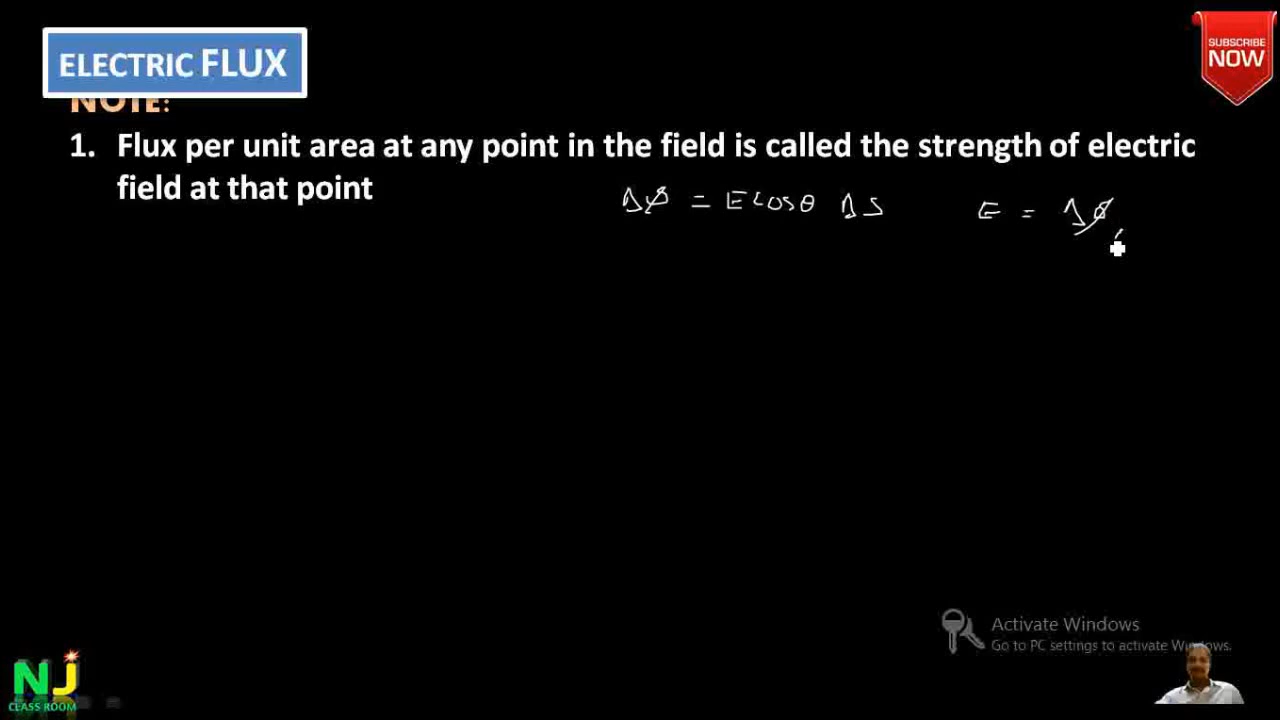 ELECTRIC FLUX
SUBSCRIBE
NOW
NOTE:
1. Flux per unit area at any point in the field is called the strength of electric
field at that point
Δφ = E cosθ ΔS
E = Δφ
Activate Windows
Go to PC settings to activate Windows.
NJ
CLASS ROOM